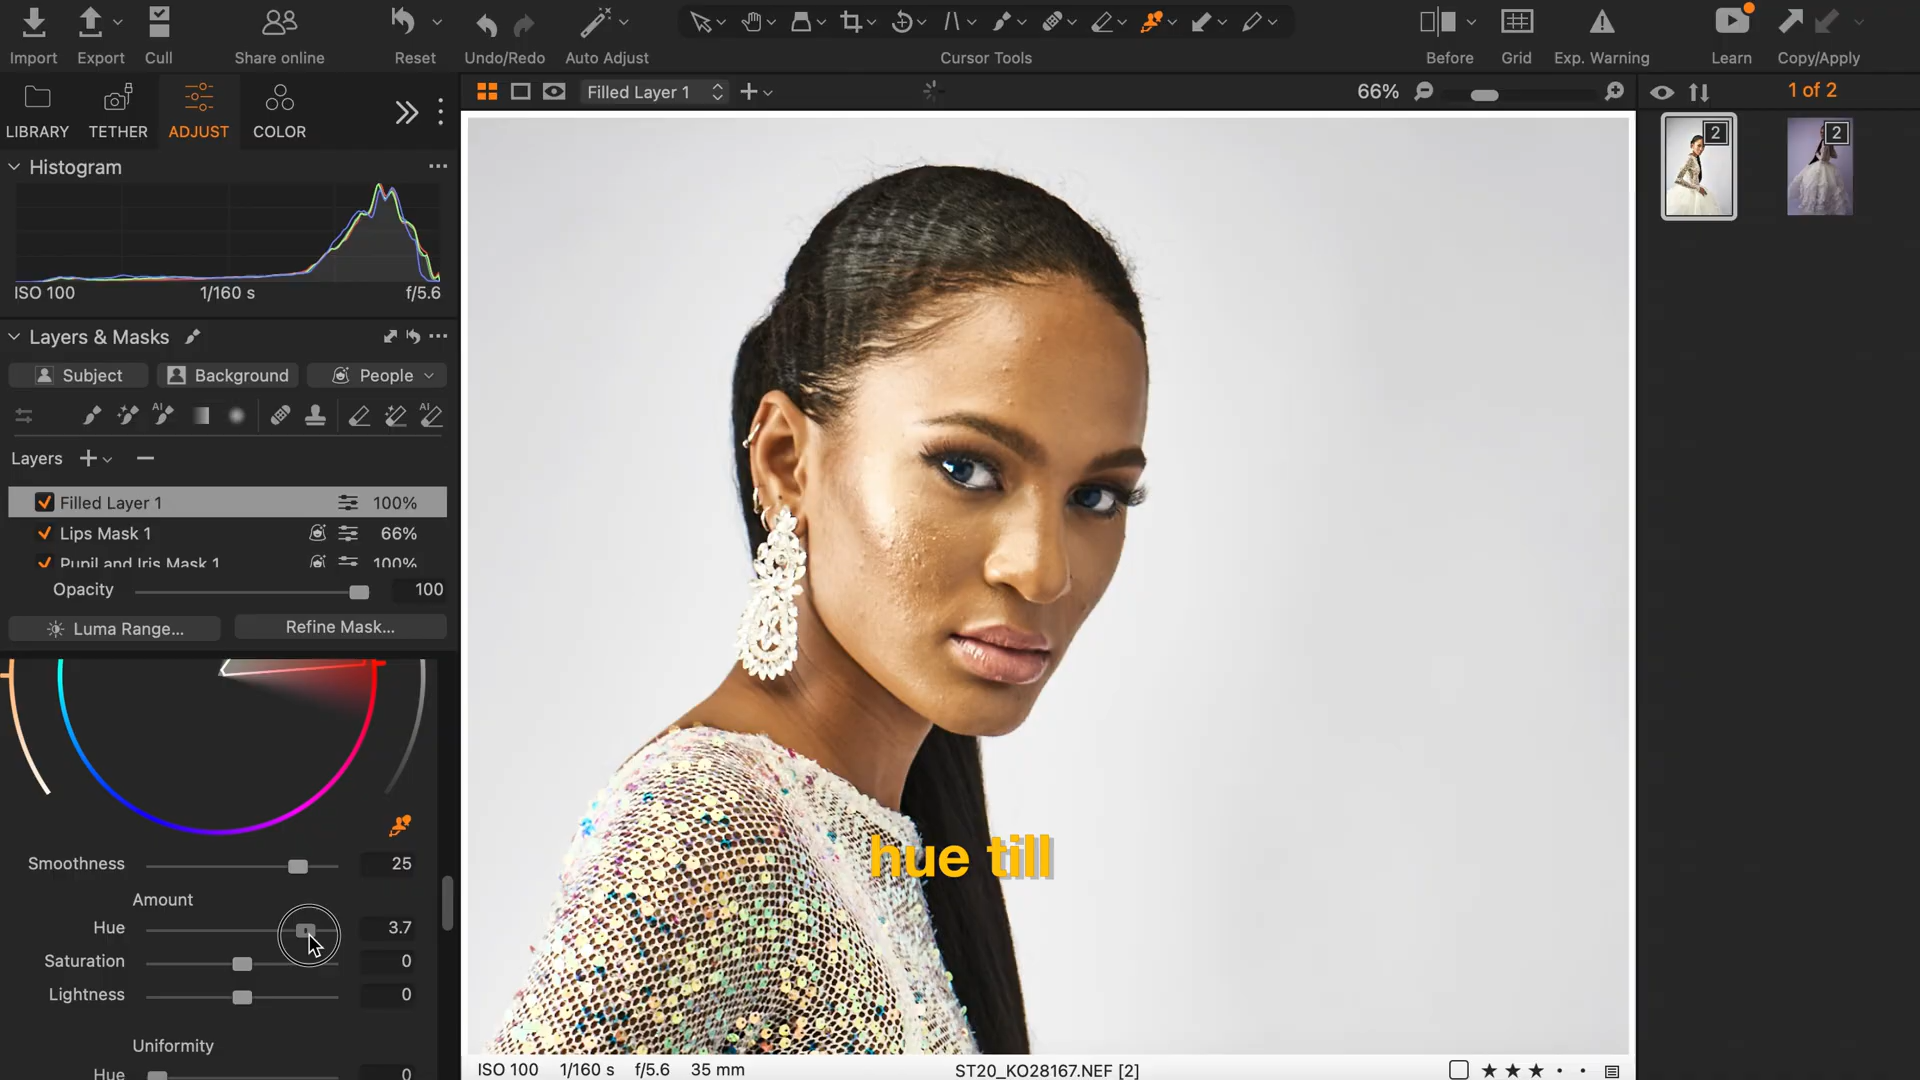 Import
Export
Cull
Share online
Reset
Undo/Redo
Auto Adjust
Cursor Tools
Before
Grid
Exp. Warning
Learn
Copy/Apply
LIBRARY
TETHER
ADJUST
COLOR
Filled Layer 1
66%
1 of 2
2
2
Histogram
ISO 100
1/160 s
f/5.6
Layers & Masks
Subject
Background
People
AI
AI
Layers
Filled Layer 1
100%
Lips Mask 1
66%
Pupil and Iris Mask 1
100%
Opacity
100
Luma Range...
Refine Mask...
Smoothness
25
Amount
Hue
3.7
Saturation
0
Lightness
0
Uniformity
Hue
0
hue till
ISO 100
1/160 s
f/5.6
35 mm
ST20_KO28167.NEF [2]